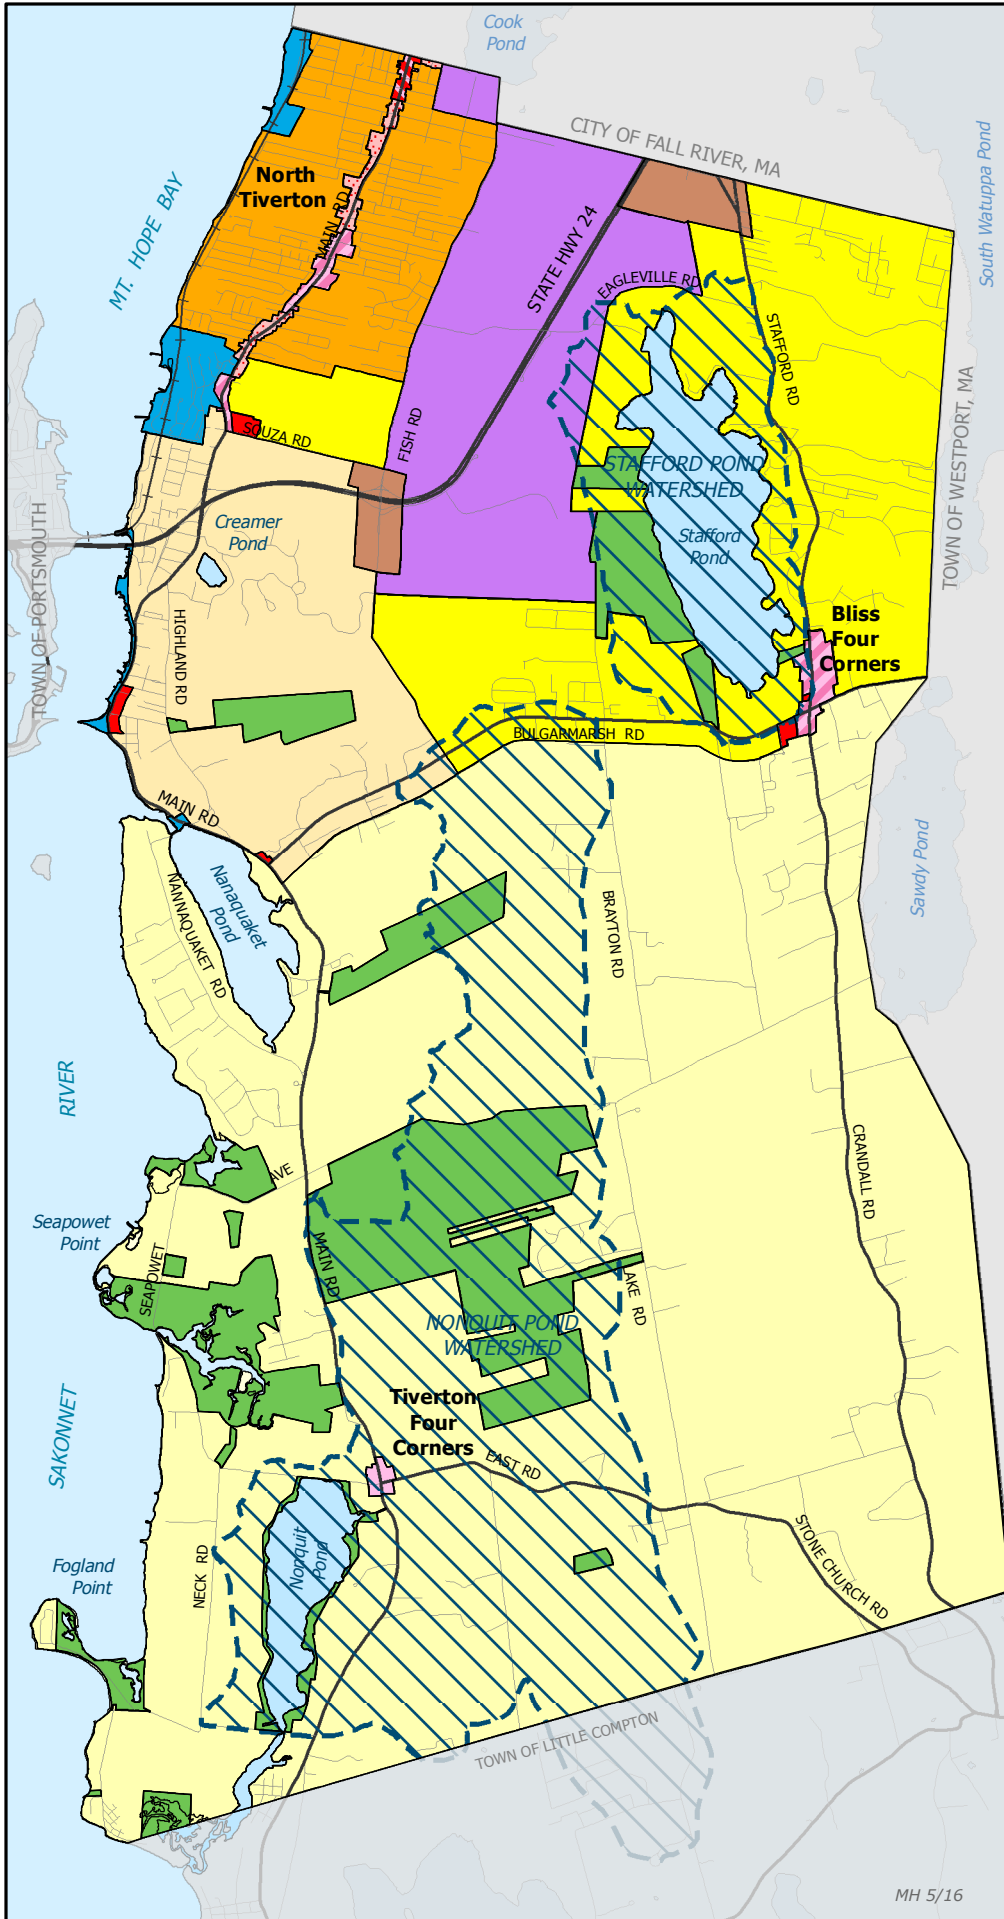 Cook
Pond
CITY OF FALL RIVER, MA
South Watuppa Pond
North
Tiverton
MAIN RD
MT. HOPE BAY
STATE HWY 24
EAGLEVILLE RD
STAFFORD RD
TOWN OF WESTPORT, MA
FISH RD
SOUZA RD
STAFFORD POND
WATERSHED
Stafford
Pond
Creamer
Pond
TOWN OF PORTSMOUTH
HIGHLAND RD
Bliss
Four
Corners
BULGARMARSH RD
MAIN RD
Nanaquaket
Pond
NANNAQUAKET RD
Sawdy Pond
BRAYTON RD
RIVER
CRANDALL RD
AVE
Seapowet
Point
SEAPOWET
MAIN RD
AKE RD
NONQUIT POND
WATERSHED
Tiverton
Four
Corners
SAKONNET
EAST RD
STONE CHURCH RD
Nonquit
Pond
NECK RD
Fogland
Point
TOWN OF LITTLE COMPTON
MH 5/16